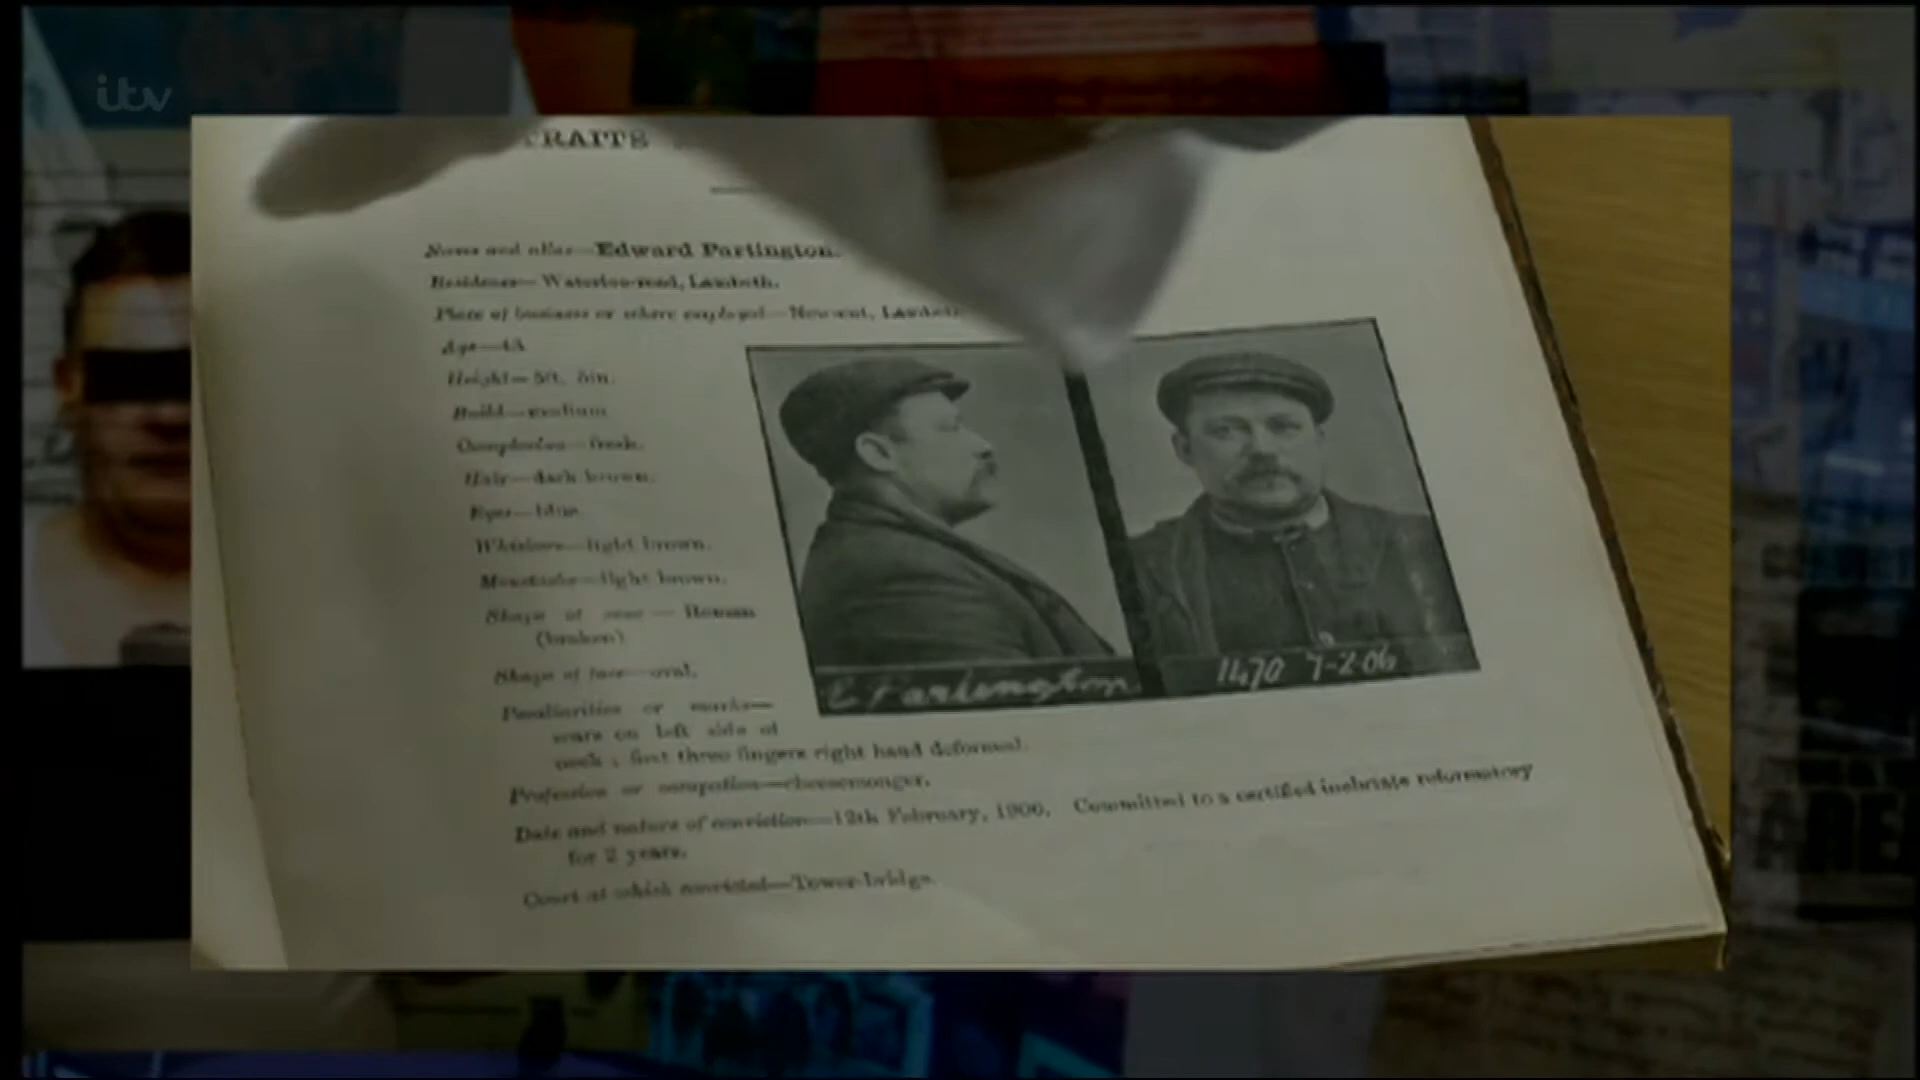 itv
TRAITS
Name and alias—Edward Partington.
Residence—Waterloo-road, Lambeth.
Place of business or where employed—New-cut, Lambeth
Age—
Height—5ft. 5in.
Build—medium
Complexion—fresh.
Hair—dark brown.
Eyes—blue.
Whiskers—light brown.
Moustache—light brown.
Shape of nose — Roman
(broken)
Shape of face—oval.
Peculiarities or marks—
scars on left side of
neck ; first three fingers right hand deformed.
Profession or occupation—cheesemonger.
Date and nature of conviction—12th February, 1906. Committed to a certified inebriate reformatory
for 2 years.
Court at which convicted—Tower-bridge.
E Partington
1470 7-2-06